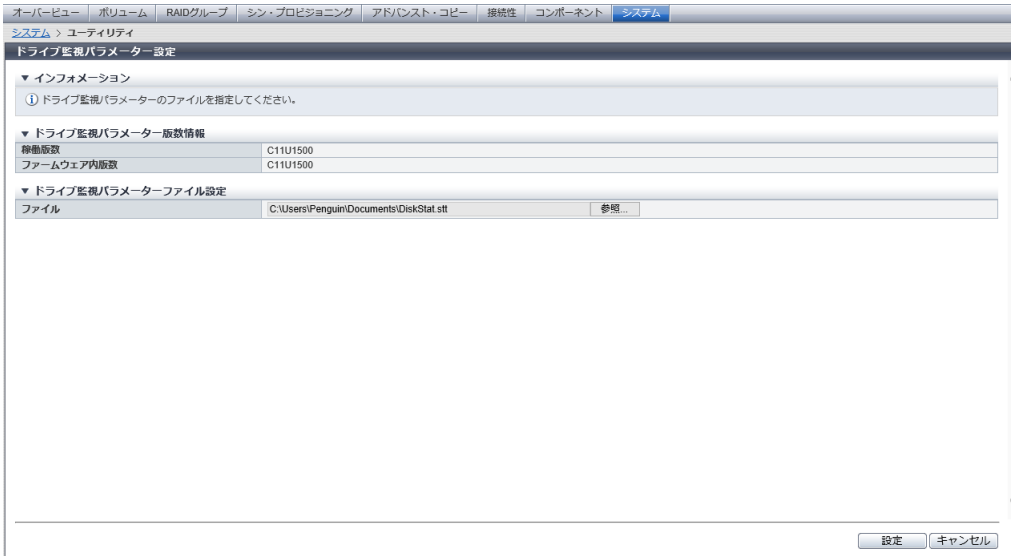 オーバービュー ボリューム RAIDグループ シン・プロビジョニング アドバンスト・コピー 接続性 コンポーネント システム
システム > ユーティリティ
ドライブ監視パラメーター設定
▼ インフォメーション
ⓘ ドライブ監視パラメーターのファイルを指定してください。
▼ ドライブ監視パラメーター版数情報
稼働版数 C11U1500
ファームウェア内版数 C11U1500
▼ ドライブ監視パラメーターファイル設定
ファイル C:\Users\Penguin\Documents\DiskStat.stt 参照...
設定 キャンセル